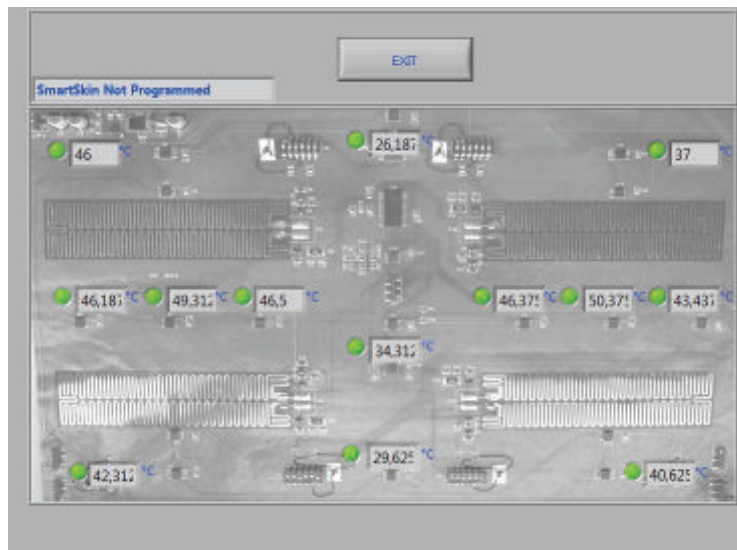 EXIT
SmartSkin Not Programmed
46 °C
26,187 °C
37 °C
46,187 °C 49,312 °C 46,5 °C 46,375 °C 50,375 °C 43,437 °C
34,312 °C
29,625 °C
42,312 °C
40,625 °C